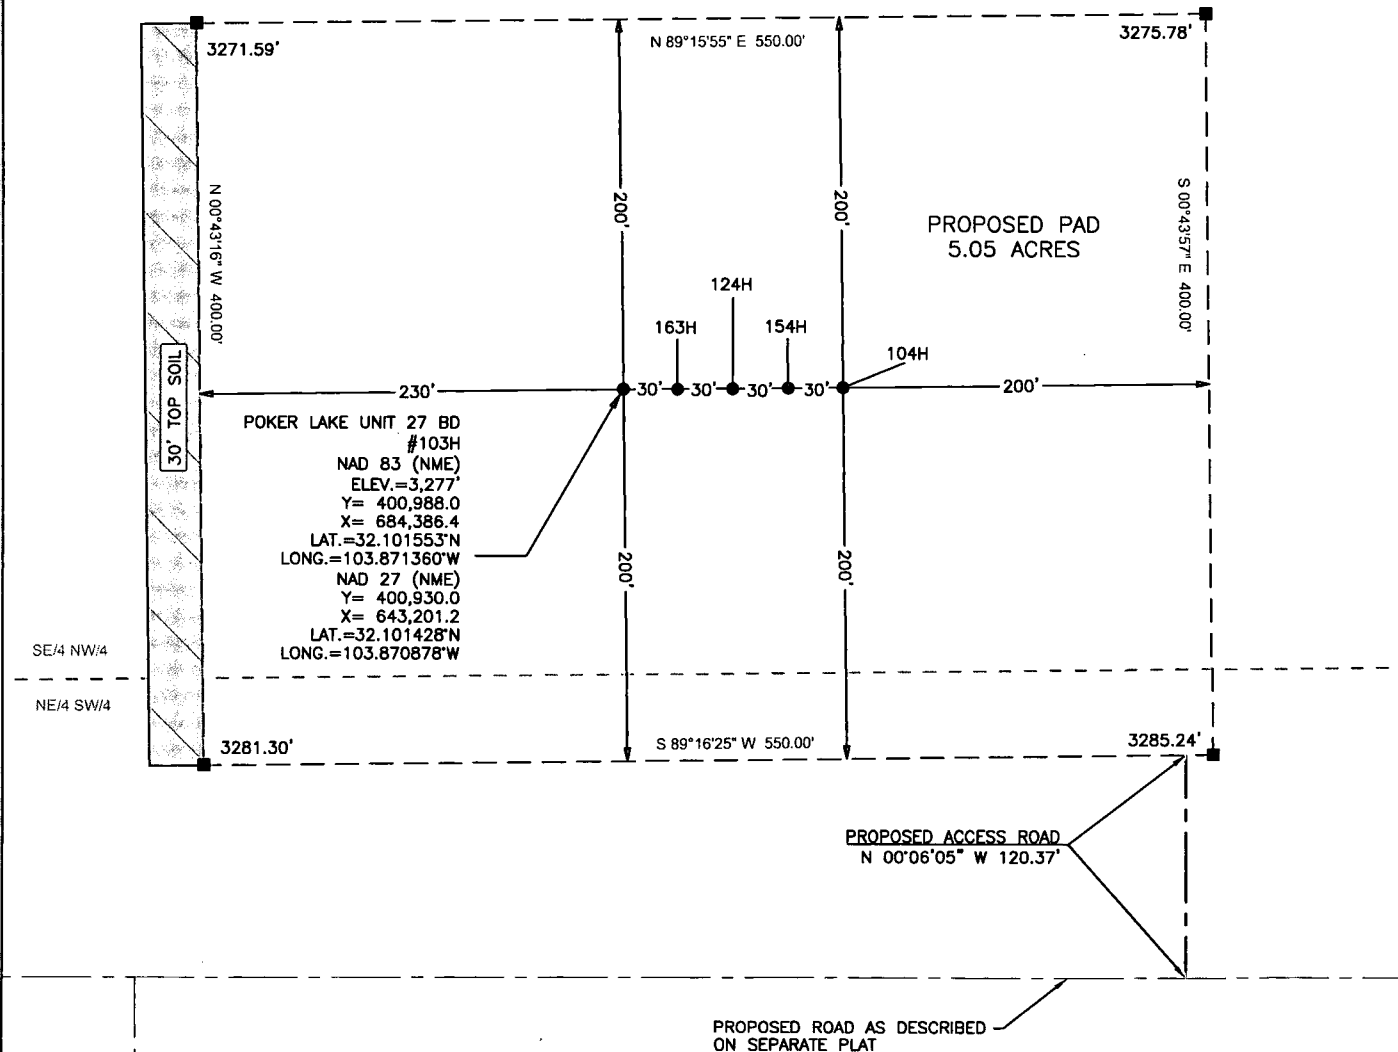 3271.59'
N 89°15'55" E 550.00'
3275.78'
N 00°43'16" W 400.00'
200'
200'
PROPOSED PAD
5.05 ACRES
S 00°43'57" E 400.00'
124H
163H
154H
104H
30' TOP SOIL
230'
30'
30'
30'
30'
200'
POKER LAKE UNIT 27 BD
#103H
NAD 83 (NME)
ELEV.=3,277'
Y= 400,988.0
X= 684,386.4
LAT.=32.101553°N
LONG.=103.871360°W
NAD 27 (NME)
Y= 400,930.0
X= 643,201.2
LAT.=32.101428°N
LONG.=103.870878°W
200'
200'
SE/4 NW/4
NE/4 SW/4
3281.30'
S 89°16'25" W 550.00'
3285.24'
PROPOSED ACCESS ROAD
N 00°06'05" W 120.37'
PROPOSED ROAD AS DESCRIBED
ON SEPARATE PLAT